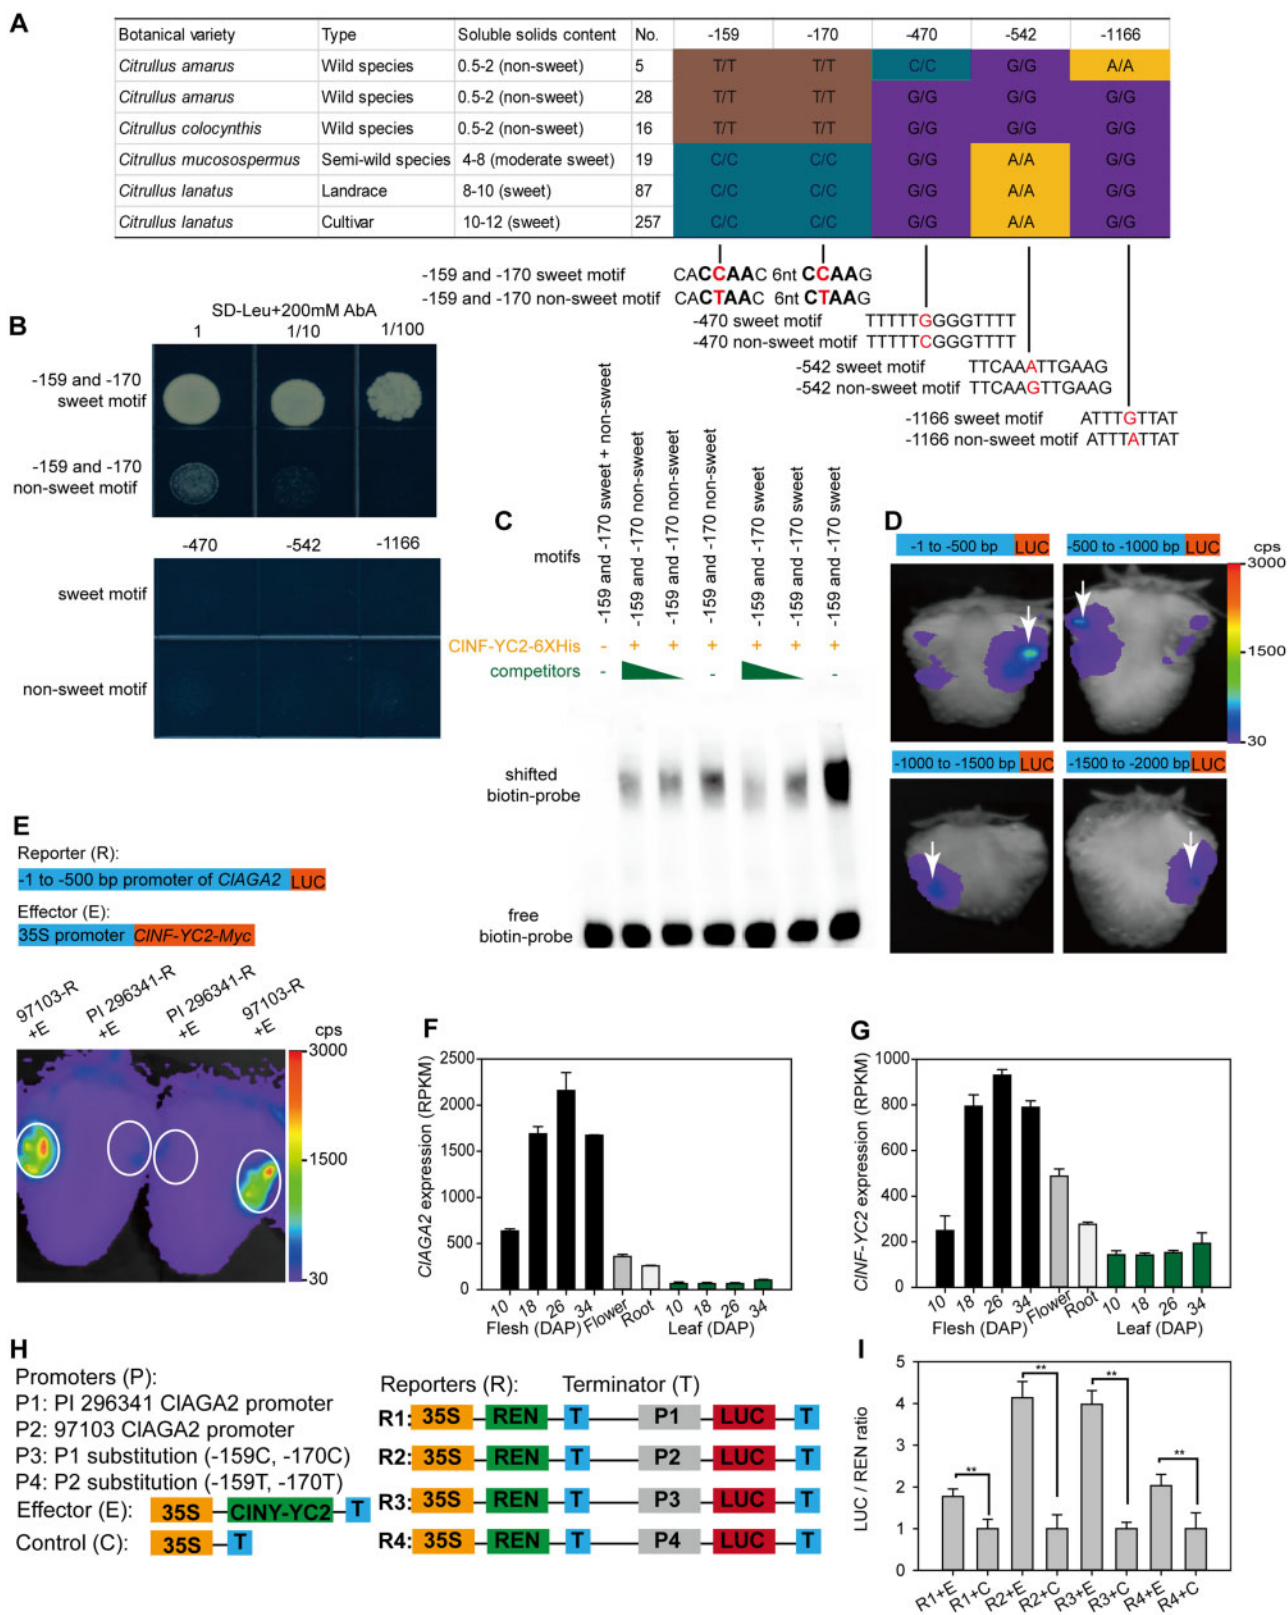 A
Botanical variety Type Soluble solids content No. -159 -170 -470 -542 -1166
Citrullus amarus Wild species 0.5-2 (non-sweet) 5 T/T T/T C/C G/G A/A
Citrullus amarus Wild species 0.5-2 (non-sweet) 28 T/T T/T G/G G/G G/G
Citrullus colocynthis Wild species 0.5-2 (non-sweet) 16 T/T T/T G/G G/G G/G
Citrullus mucosospermus Semi-wild species 4-8 (moderate sweet) 19 C/C C/C G/G A/A G/G
Citrullus lanatus Landrace 8-10 (sweet) 87 C/C C/C G/G A/A G/G
Citrullus lanatus Cultivar 10-12 (sweet) 257 C/C C/C G/G A/A G/G
-159 and -170 sweet motif CACCAAC 6nt CCAAG
-159 and -170 non-sweet motif CACTAAC 6nt CTAAG
-470 sweet motif TTTTTGGGGTTTT
-470 non-sweet motif TTTTTCGGGTTTT
-542 sweet motif TTCAAATTGAAG
-542 non-sweet motif TTCAAGTTGAAG
-1166 sweet motif ATTTGTTAT
-1166 non-sweet motif ATTTATTAT
B
SD-Leu+200mM AbA
1 1/10 1/100
-159 and -170
sweet motif
-159 and -170
non-sweet motif
-470 -542 -1166
sweet motif
non-sweet motif
C
motifs
-159 and -170 sweet + non-sweet
-159 and -170 non-sweet
-159 and -170 non-sweet
-159 and -170 non-sweet
-159 and -170 sweet
-159 and -170 sweet
-159 and -170 sweet
ClNF-YC2-6XHis - + + + + + +
competitors - - -
shifted
biotin-probe
free
biotin-probe
D
-1 to -500 bp LUC
-500 to -1000 bp LUC
cps
3000
1500
30
-1000 to -1500 bp LUC
-1500 to -2000 bp LUC
E
Reporter (R):
-1 to -500 bp promoter of ClAGA2 LUC
Effector (E):
35S promoter ClNF-YC2-Myc
97103-R
+E
PI 296341-R
+E
PI 296341-R
+E
97103-R
+E
cps
3000
1500
30
F
ClAGA2 expression (RPKM)
2500
2000
1500
1000
500
0
10 18 26 34 Flower Root 10 18 26 34
Flesh (DAP) Leaf (DAP)
G
ClNF-YC2 expression (RPKM)
1000
800
600
400
200
0
10 18 26 34 Flower Root 10 18 26 34
Flesh (DAP) Leaf (DAP)
H
Promoters (P):
P1: PI 296341 ClAGA2 promoter
P2: 97103 ClAGA2 promoter
P3: P1 substitution (-159C, -170C)
P4: P2 substitution (-159T, -170T)
Effector (E): 35S CINY-YC2 T
Control (C): 35S T
Reporters (R): Terminator (T)
R1: 35S REN T P1 LUC T
R2: 35S REN T P2 LUC T
R3: 35S REN T P3 LUC T
R4: 35S REN T P4 LUC T
I
LUC / REN ratio
5
4
3
2
1
0
** ** ** **
R1+E R1+C R2+E R2+C R3+E R3+C R4+E R4+C